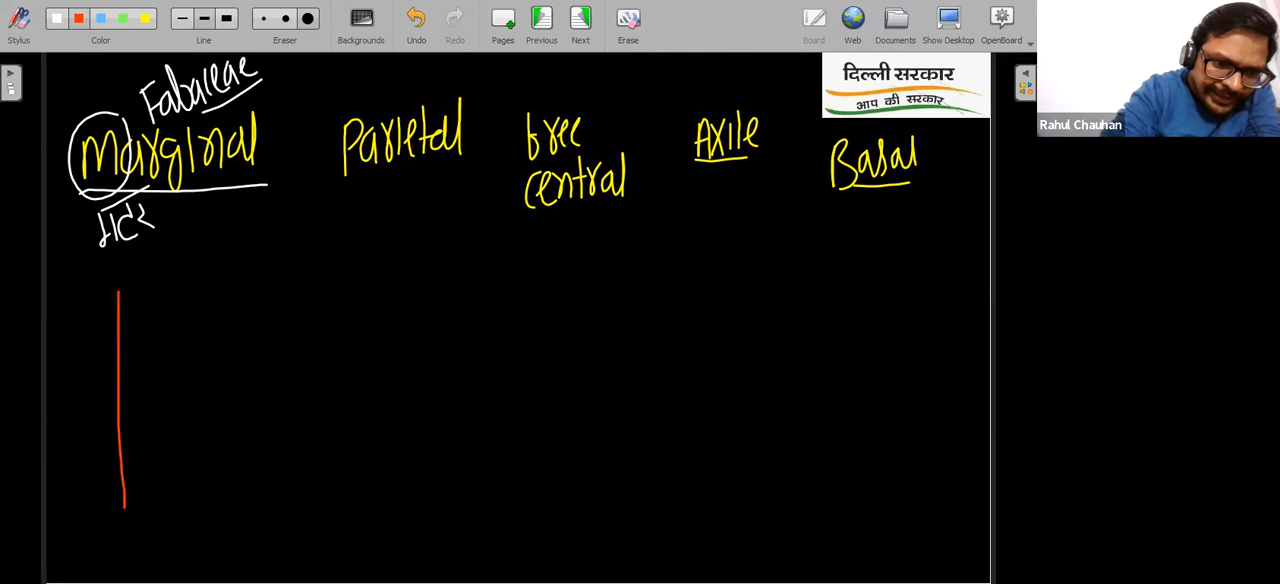 Stylus
Color
Line
Eraser
Backgrounds
Undo
Redo
Pages
Previous
Next
Erase
Board
Web
Documents
Show Desktop
OpenBoard
Rahul Chauhan
दिल्ली सरकार
आप की सरकार
Fabaceae
Marginal
Parietal
free
central
Axile
Basal
मटर